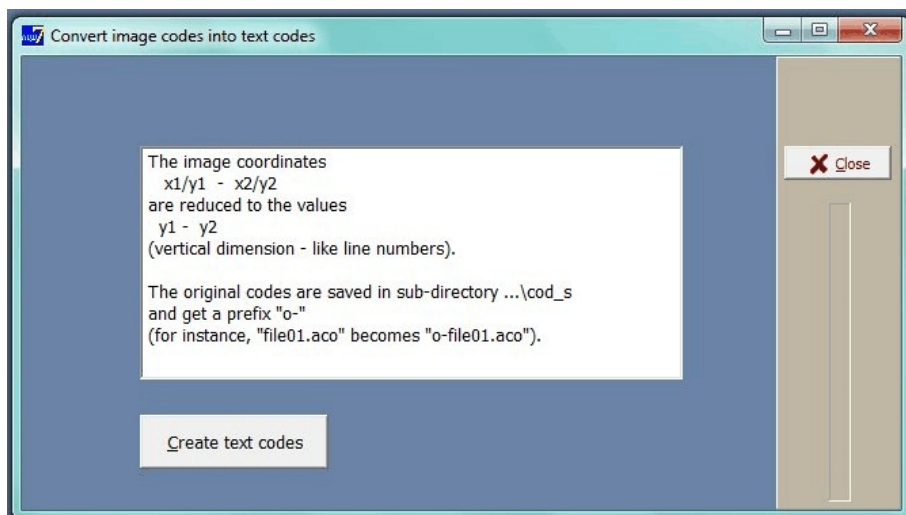 Convert image codes into text codes
The image coordinates
x1/y1 - x2/y2
are reduced to the values
y1 - y2
(vertical dimension - like line numbers).
The original codes are saved in sub-directory ...\cod_s
and get a prefix "o-"
(for instance, "file01.aco" becomes "o-file01.aco").
Close
Create text codes